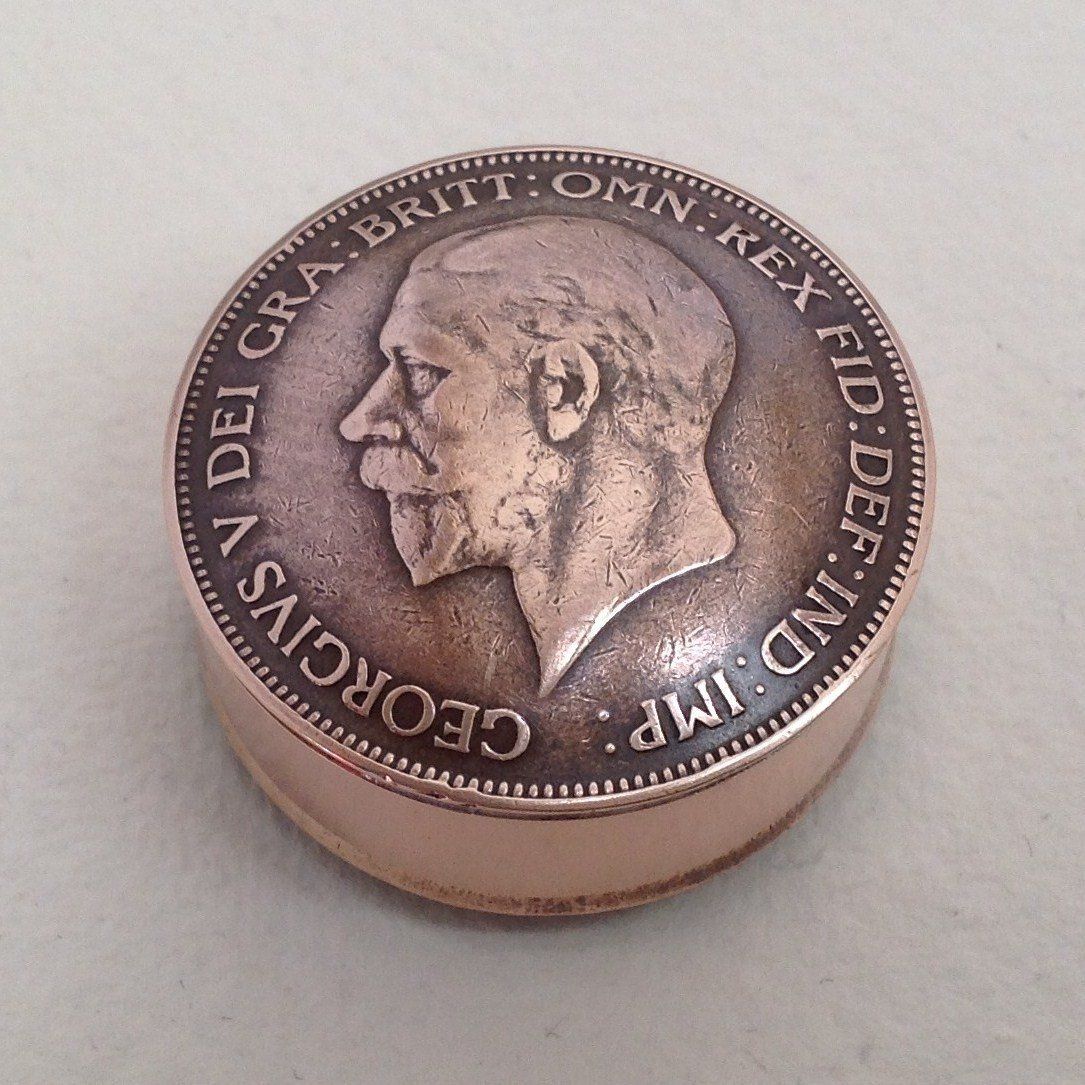 GEORGIVS V DEI GRA: BRITT: OMN: REX FID: DEF: IND: IMP: